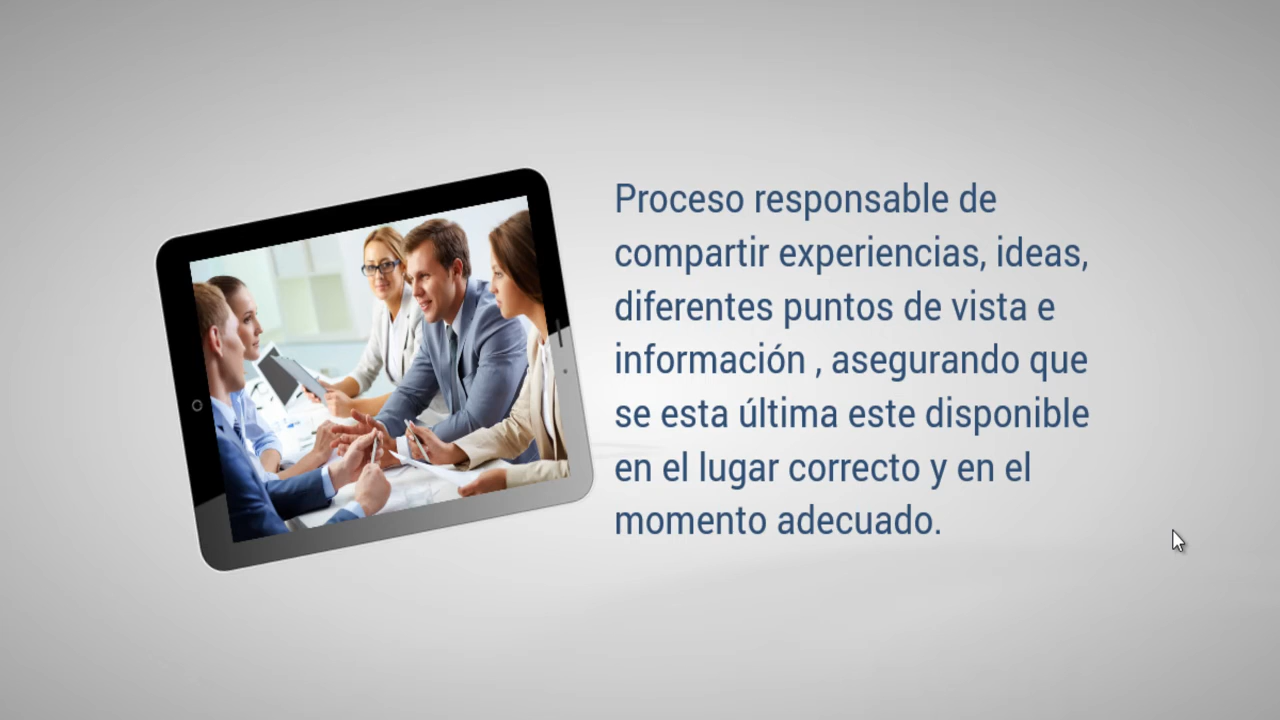 Proceso responsable de
compartir experiencias, ideas,
diferentes puntos de vista e
información , asegurando que
se esta última este disponible
en el lugar correcto y en el
momento adecuado.